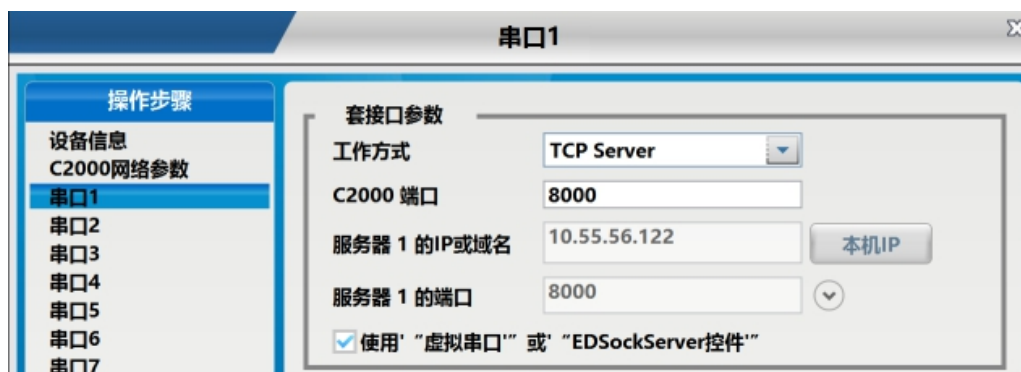 串口1
操作步骤
设备信息
C2000网络参数
串口1
串口2
串口3
串口4
串口5
串口6
串口7
套接口参数
工作方式 TCP Server
C2000 端口 8000
服务器 1 的IP或域名 10.55.56.122 本机IP
服务器 1 的端口 8000
使用' "虚拟串口'" 或' "EDSockServer控件'"